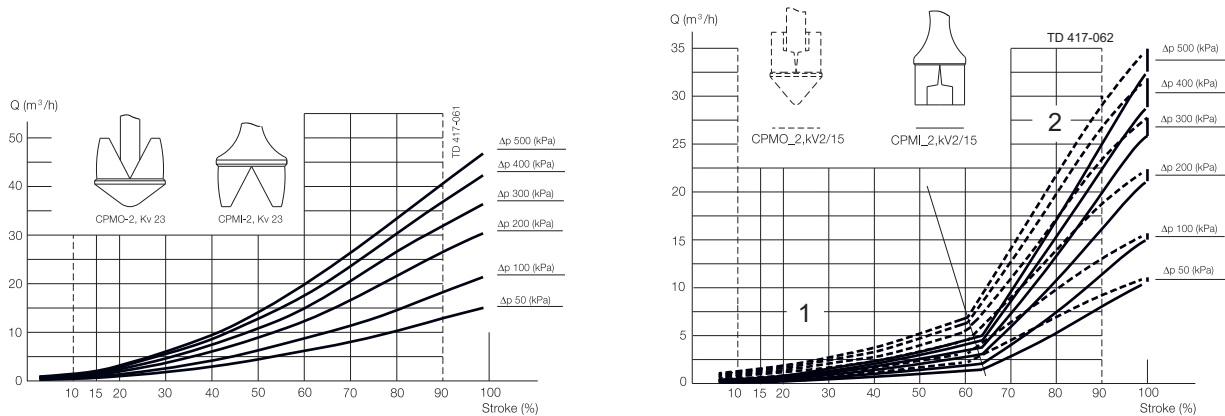 Q (m³/h)
50
40
30
20
10
0
10 15 20 30 40 50 60 70 80 90 100
Stroke (%)
CPMO-2, Kv 23
CPMI-2, Kv 23
TD 417-061
Δp 500 (kPa)
Δp 400 (kPa)
Δp 300 (kPa)
Δp 200 (kPa)
Δp 100 (kPa)
Δp 50 (kPa)
Q (m³/h)
35
30
25
20
15
10
5
0
10 15 20 30 40 50 60 70 80 90 100
Stroke (%)
CPMO_2,kV2/15
CPMI_2,kV2/15
TD 417-062
1
2
Δp 500 (kPa)
Δp 400 (kPa)
Δp 300 (kPa)
Δp 200 (kPa)
Δp 100 (kPa)
Δp 50 (kPa)